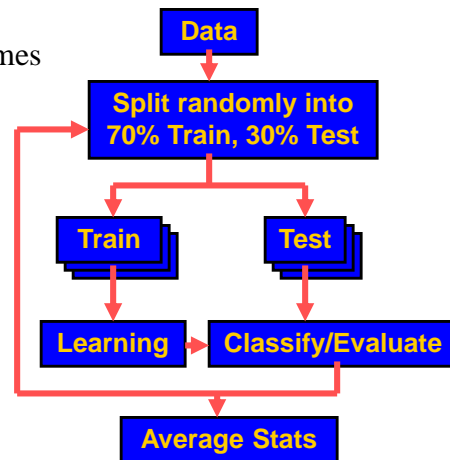 Data
Split randomly into
70% Train, 30% Test
Train
Test
Learning
Classify/Evaluate
Average Stats